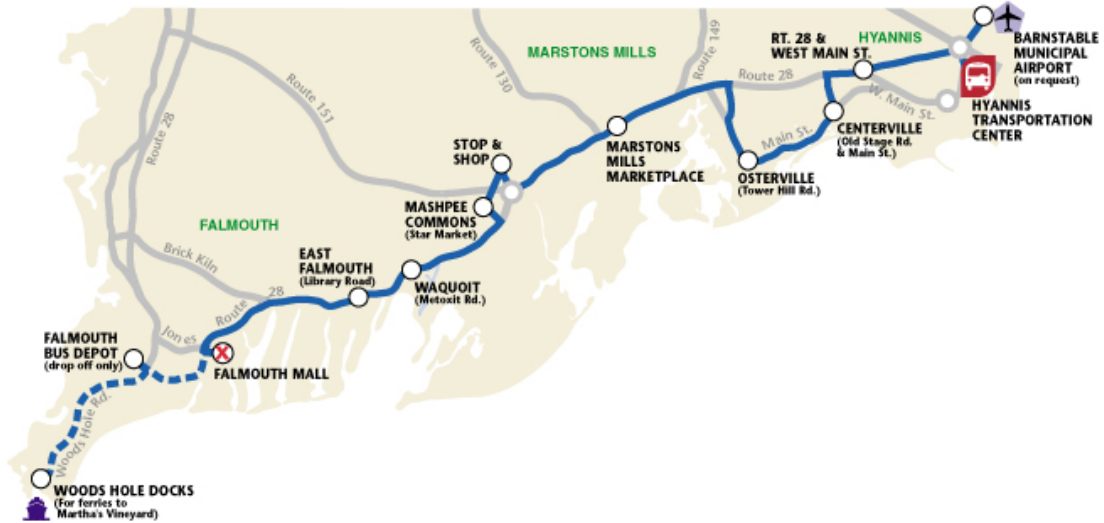 BARNSTABLE
MUNICIPAL
AIRPORT
(on request)
RT. 28 &
WEST MAIN ST.
HYANNIS
Route 149
MARSTONS MILLS
Route 130
Route 28
W. Main St.
HYANNIS
TRANSPORTATION
CENTER
Route 151
Route 28
CENTERVILLE
(Old Stage Rd.
& Main St.)
Main St.
STOP &
SHOP
MARSTONS
MILLS
MARKETPLACE
OSTERVILLE
(Tower Hill Rd.)
MASHPEE
COMMONS
(Star Market)
FALMOUTH
Brick Kiln
EAST
FALMOUTH
(Library Road)
WAQUOIT
(Metoxit Rd.)
Route 28
Jones
FALMOUTH
BUS DEPOT
(drop off only)
X
FALMOUTH MALL
Woods Hole Rd.
WOODS HOLE DOCKS
(For ferries to
Martha's Vineyard)